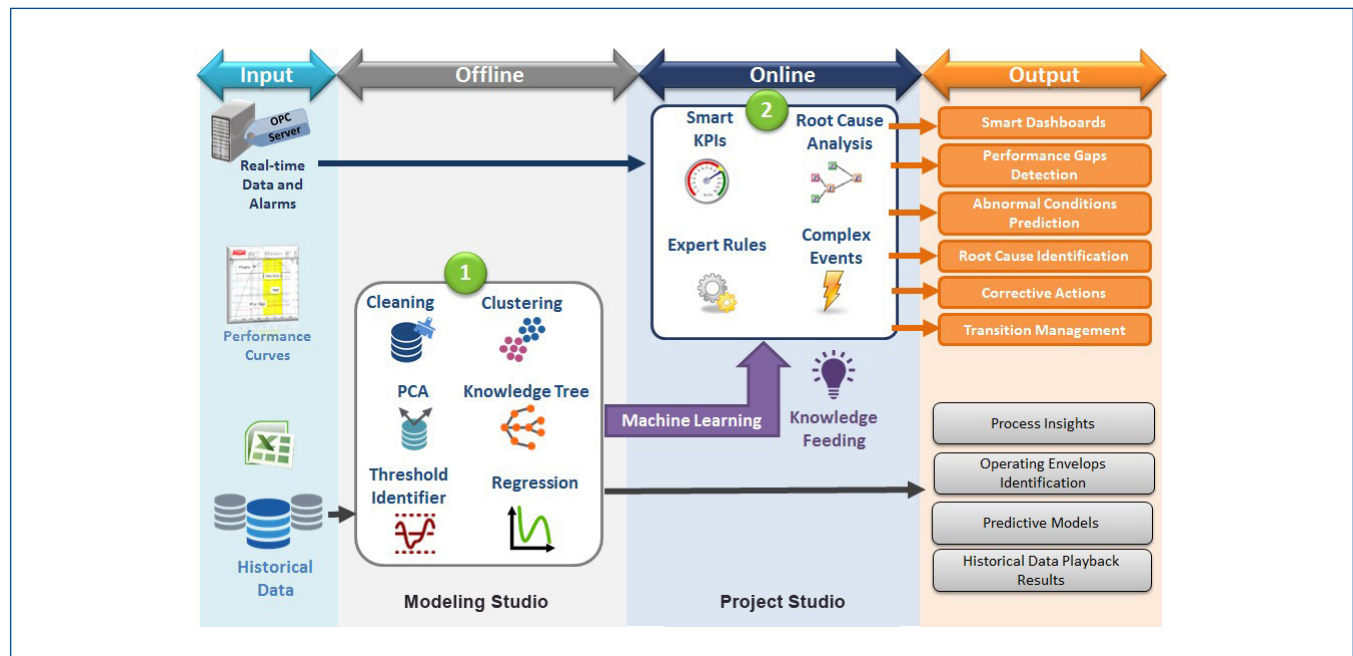 Input
Offline
Online
Output
OPC
Server
Real-time
Data and
Alarms
Performance
Curves
Historical
Data
1
Cleaning
Clustering
PCA
Knowledge Tree
Threshold
Identifier
Regression
Modeling Studio
2
Smart
KPIs
Root Cause
Analysis
Expert Rules
Complex
Events
Machine Learning
Knowledge
Feeding
Project Studio
Smart Dashboards
Performance Gaps
Detection
Abnormal Conditions
Prediction
Root Cause Identification
Corrective Actions
Transition Management
Process Insights
Operating Envelops
Identification
Predictive Models
Historical Data Playback
Results